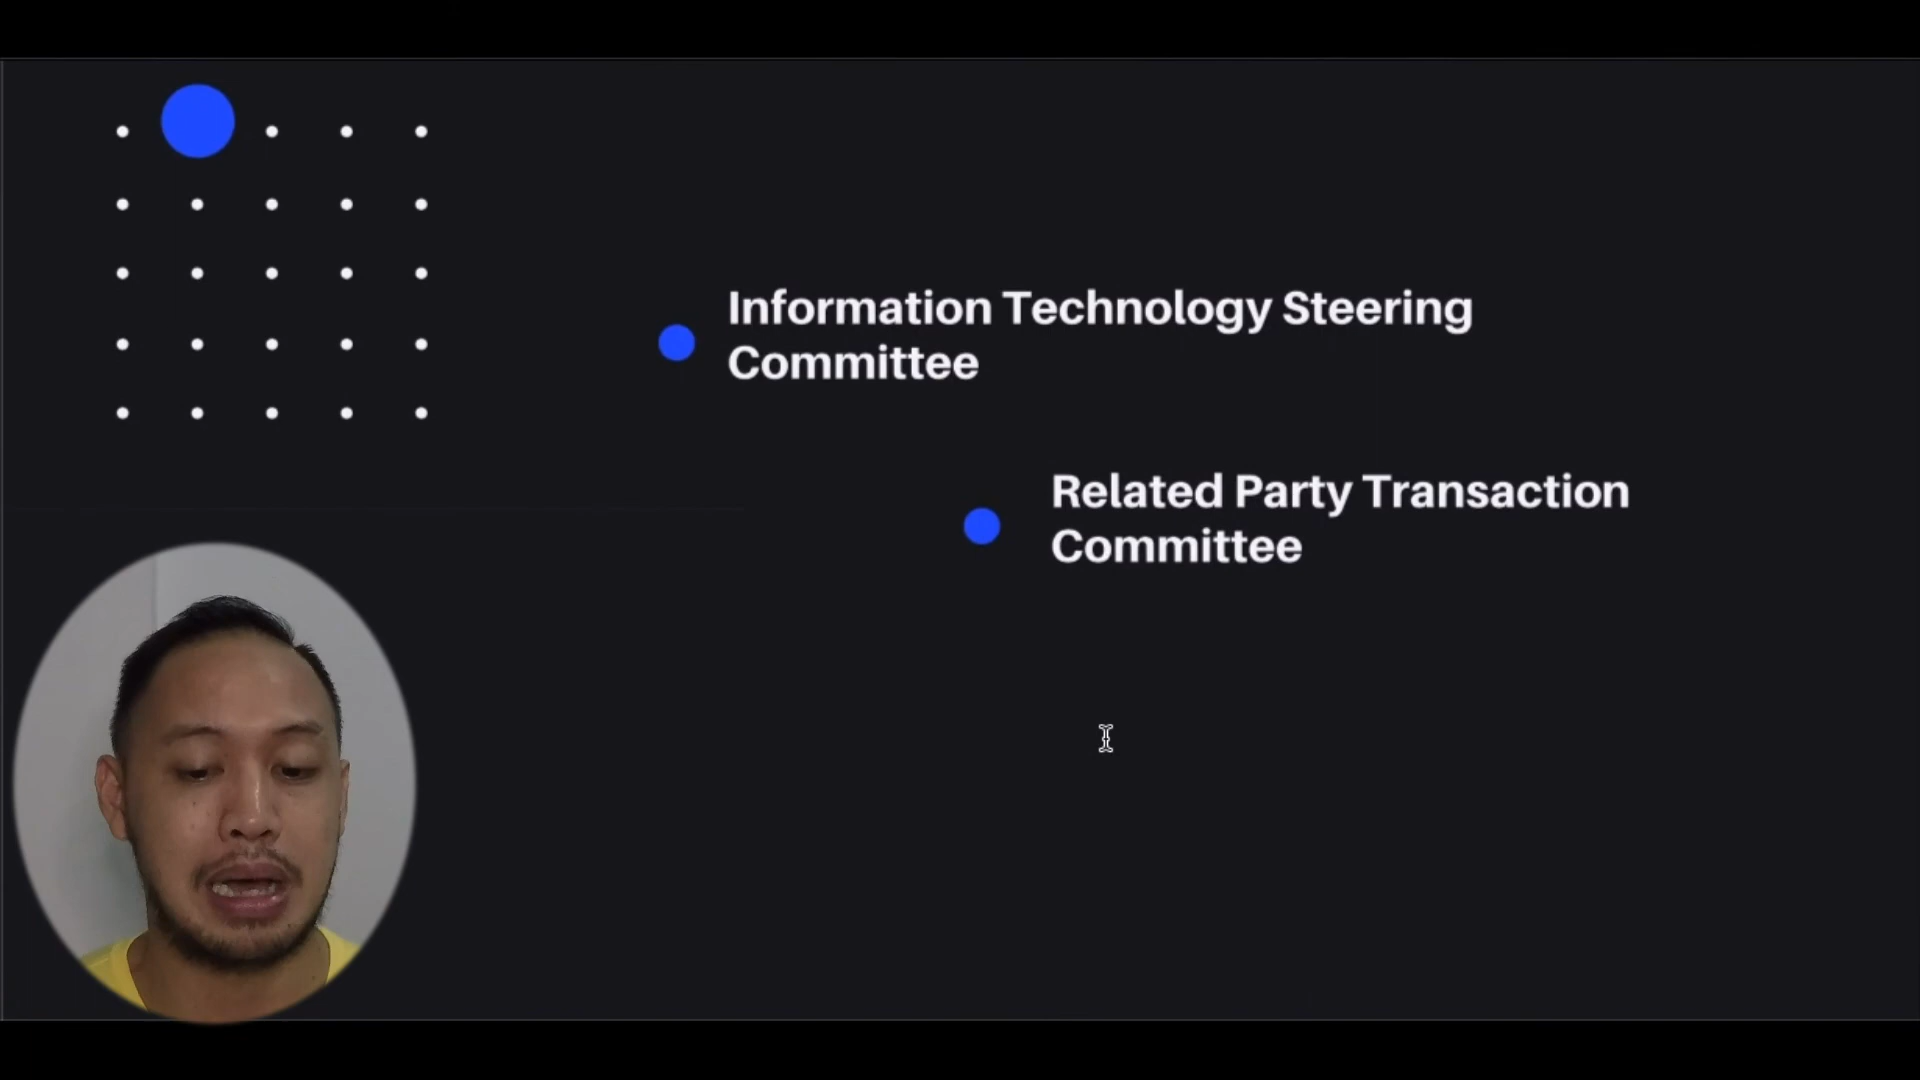 Information Technology Steering
Committee
Related Party Transaction
Committee